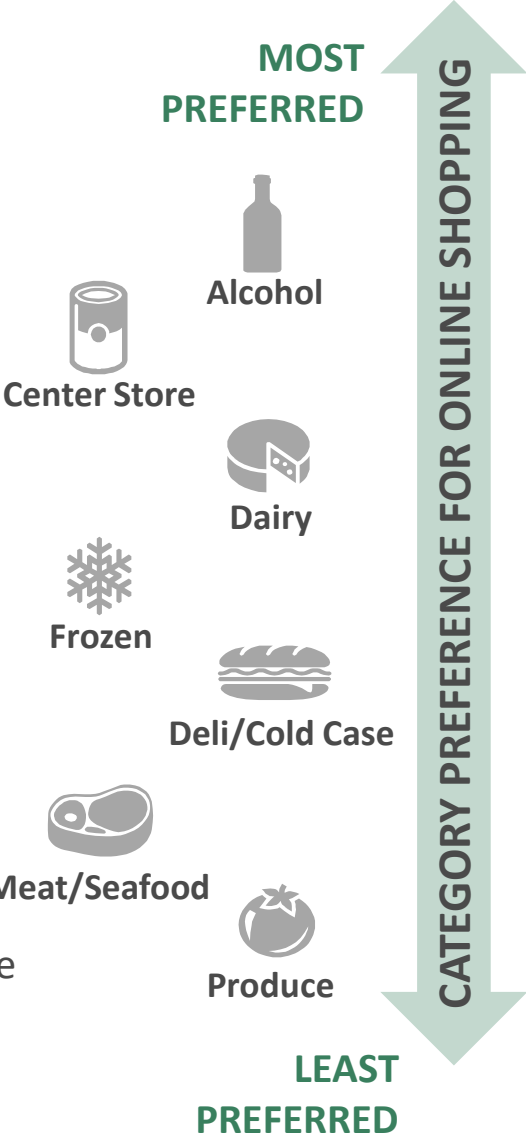 MOST
PREFERRED
Alcohol
Center Store
Dairy
Frozen
Deli/Cold Case
Meat/Seafood
Produce
LEAST
PREFERRED
CATEGORY PREFERENCE FOR ONLINE SHOPPING